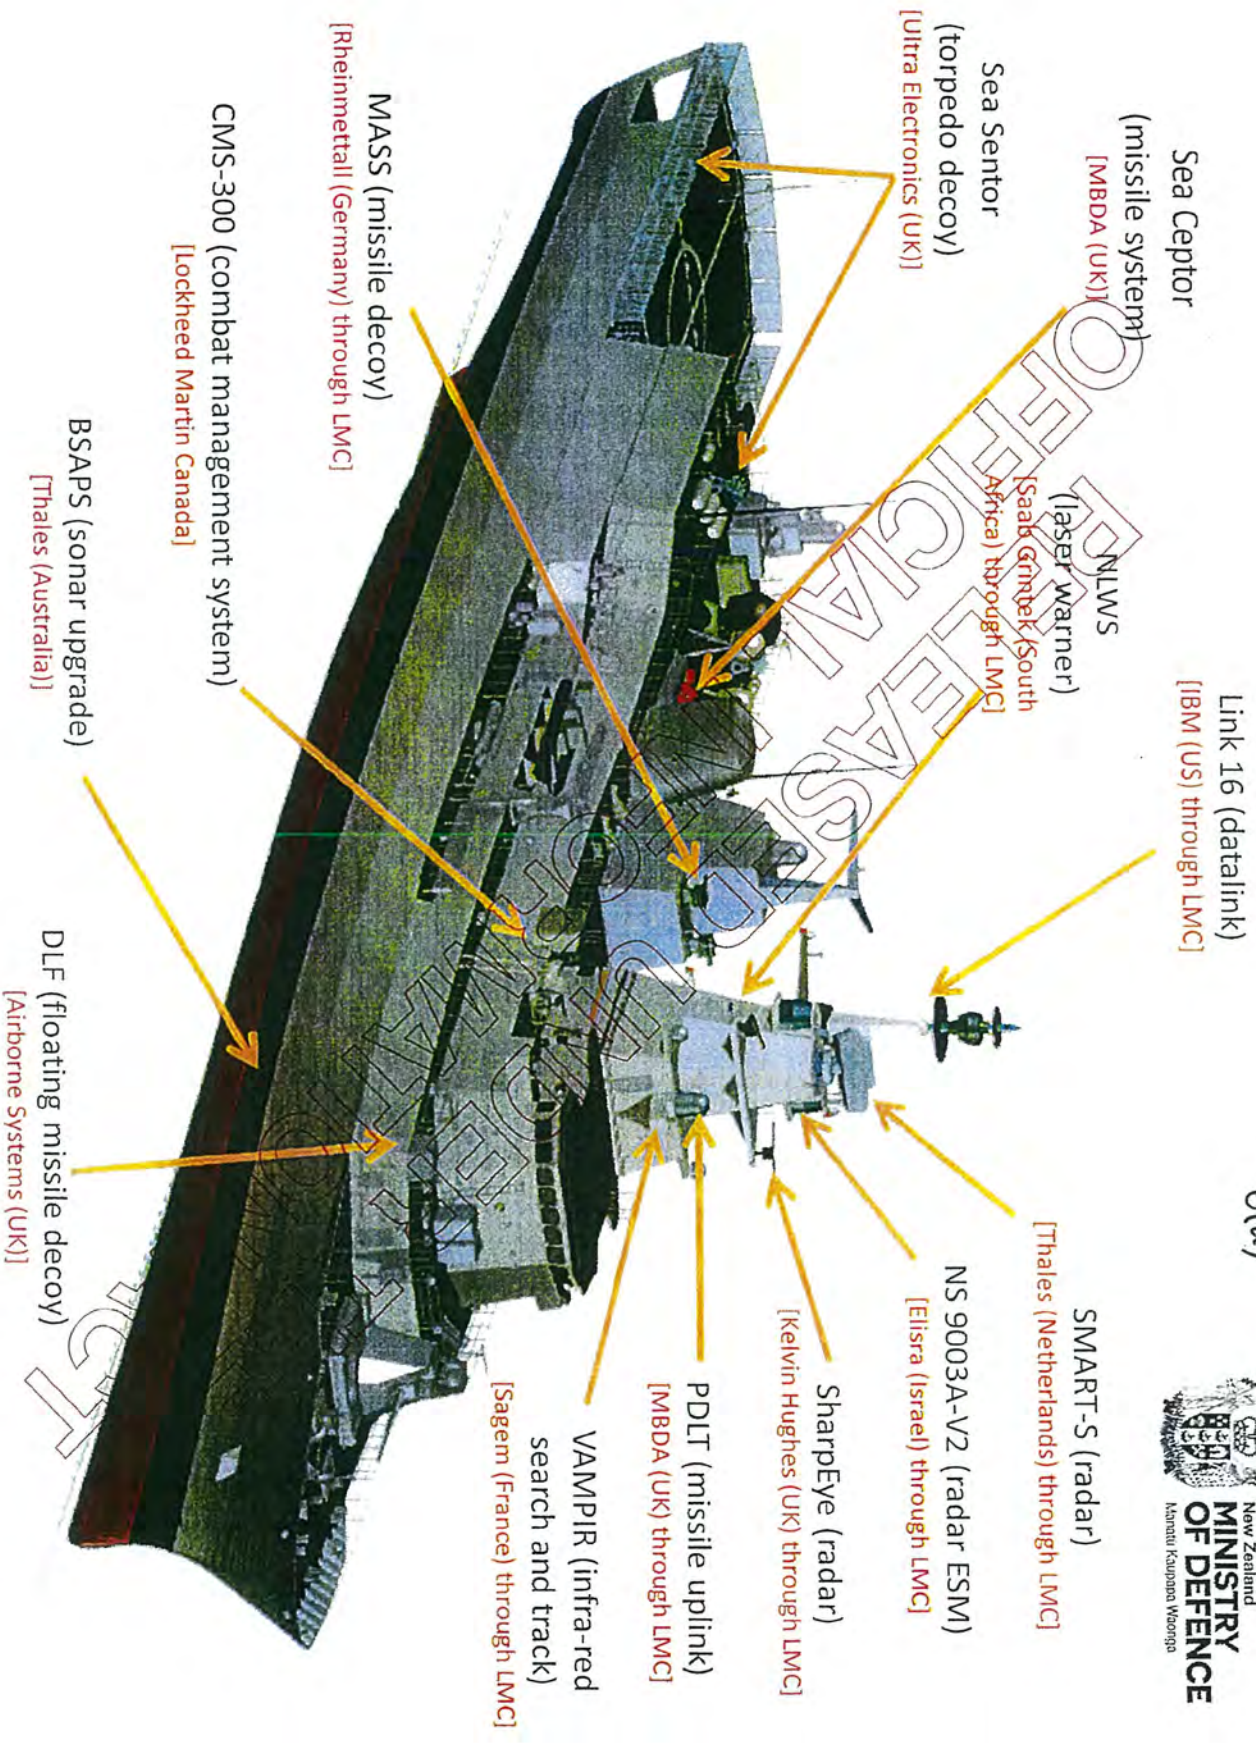 New Zealand
MINISTRY
OF DEFENCE
Manatū Kaupapa Waonga
Link 16 (datalink)
[IBM (US) through LMC]
SMART-S (radar)
[Thales (Netherlands) through LMC]
NS 9003A-V2 (radar ESM)
[Elisra (Israel) through LMC]
SharpEye (radar)
[Kelvin Hughes (UK) through LMC]
PDLT (missile uplink)
[MBDA (UK) through LMC]
VAMPIR (infra-red
search and track)
[Sagem (France) through LMC]
NLWS
(laser warner)
[Saab Grintek (South
Africa) through LMC]
Sea Ceptor
(missile system)
[MBDA (UK)]
Sea Sentor
(torpedo decoy)
[Ultra Electronics (UK)]
MASS (missile decoy)
[Rheinmettall (Germany) through LMC]
CMS-300 (combat management system)
[Lockheed Martin Canada]
BSAPS (sonar upgrade)
[Thales (Australia)]
DLF (floating missile decoy)
[Airborne Systems (UK)]
RELEASED UNDER
OFFICIAL INFORMATION ACT